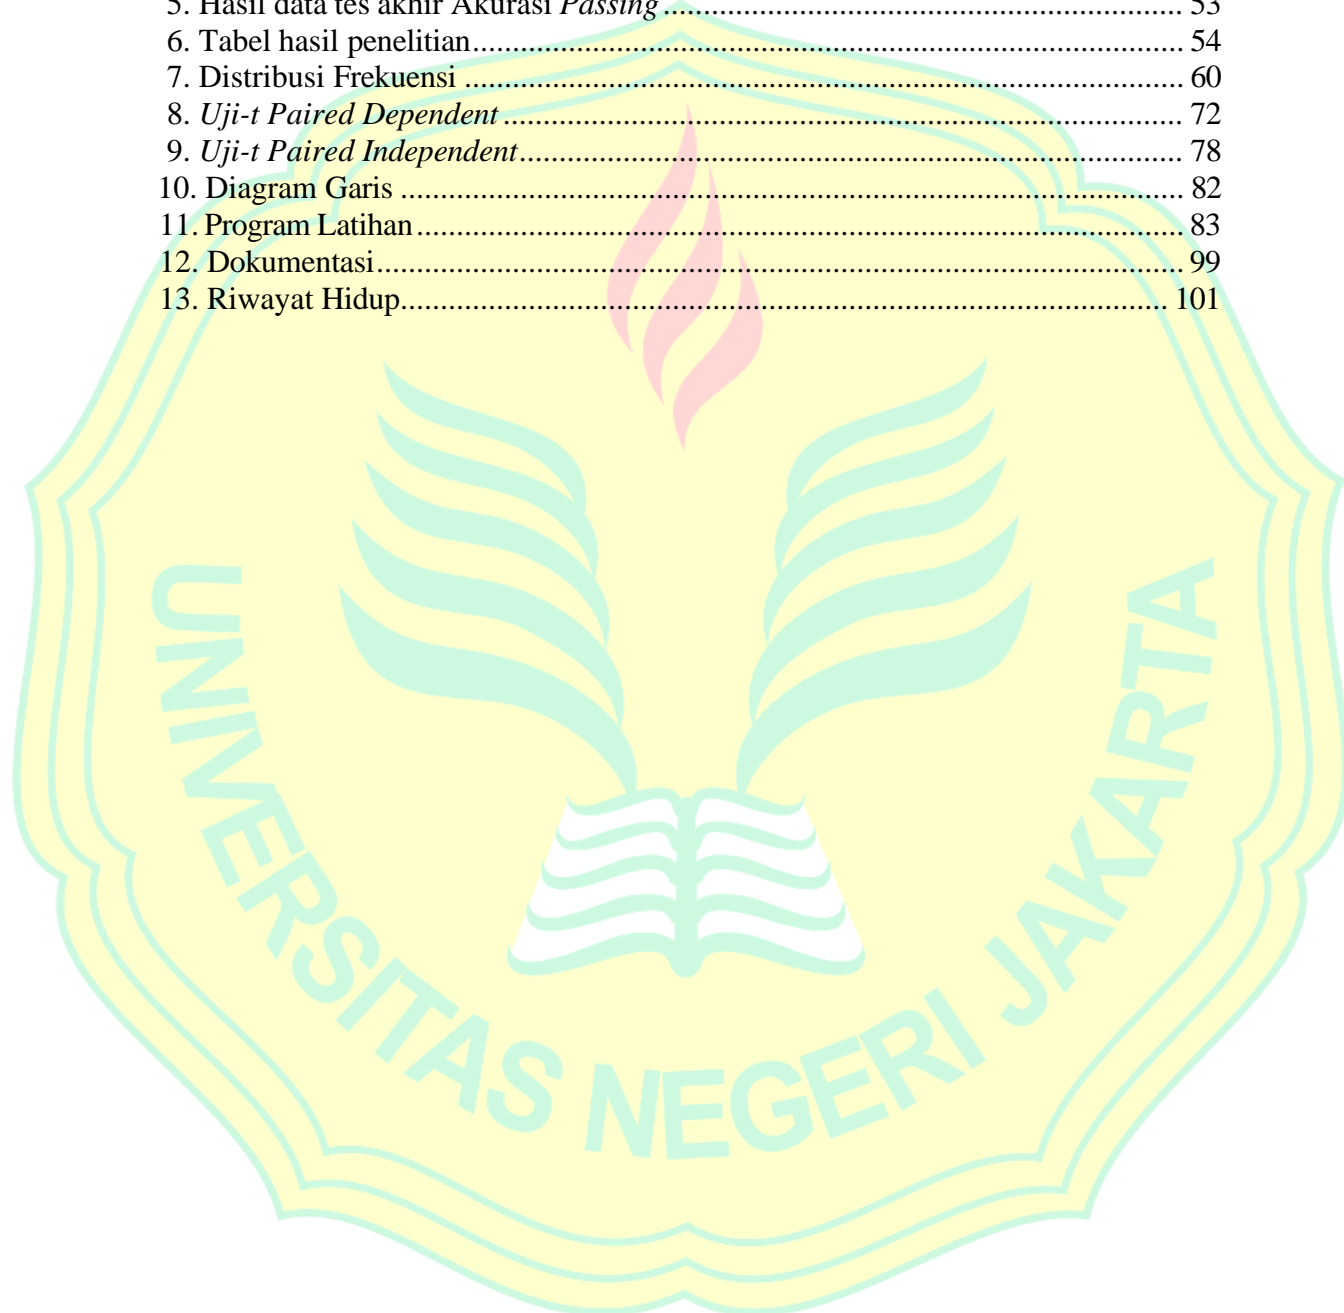 5. Hasil data tes akhir Akurasi Passing.................................................................. 53
6. Tabel hasil penelitian.......................................................................................... 54
7. Distribusi Frekuensi ........................................................................................... 60
8. Uji-t Paired Dependent ...................................................................................... 72
9. Uji-t Paired Independent.................................................................................... 78
10. Diagram Garis ................................................................................................... 82
11. Program Latihan ................................................................................................. 83
12. Dokumentasi...................................................................................................... 99
13. Riwayat Hidup................................................................................................. 101
UNIVERSITAS NEGERI JAKARTA